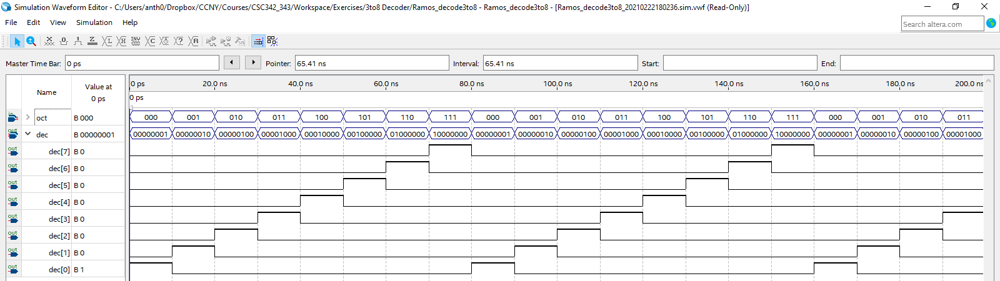 Simulation Waveform Editor - C:/Users/anth0/Dropbox/CCNY/Courses/CSC342_343/Workspace/Exercises/3to8 Decoder/Ramos_decode3to8 - Ramos_decode3to8 - [Ramos_decode3to8_20210222180236.sim.vwf (Read-Only)]
File Edit View Simulation Help
Search altera.com
Master Time Bar: 0 ps Pointer: 65.41 ns Interval: 65.41 ns Start: End:
Name Value at 0 ps
0 ps 20.0 ns 40.0 ns 60.0 ns 80.0 ns 100.0 ns 120.0 ns 140.0 ns 160.0 ns 180.0 ns 200.0 ns
0 ps
oct B 000 000 001 010 011 100 101 110 111 000 001 010 011 100 101 110 111 000 001 010 011
dec B 00000001 00000001 00000010 00000100 00001000 00010000 00100000 01000000 10000000 00000001 00000010 00000100 00001000 00010000 00100000 01000000 10000000 00000001 00000010 00000100 00001000
dec[7] B 0
dec[6] B 0
dec[5] B 0
dec[4] B 0
dec[3] B 0
dec[2] B 0
dec[1] B 0
dec[0] B 1